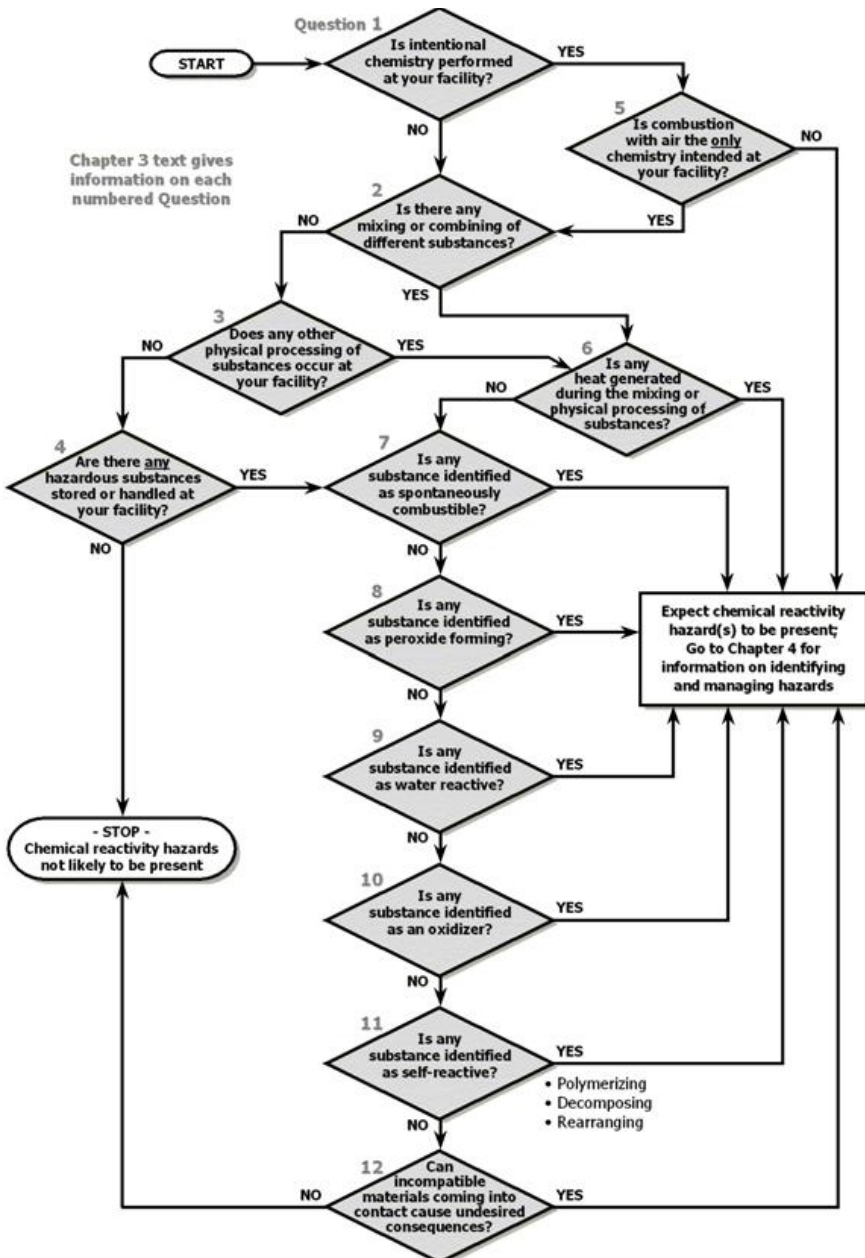 Question 1
START
Is intentional
chemistry performed
at your facility?
YES
NO
5
Is combustion
with air the only
chemistry intended at
your facility?
NO
YES
Chapter 3 text gives
information on each
numbered Question
2
Is there any
mixing or combining of
different substances?
NO
YES
3
Does any other
physical processing of
substances occur at
your facility?
NO
YES
6
Is any
heat generated
during the mixing or
physical processing of
substances?
NO
YES
4
Are there any
hazardous substances
stored or handled at
your facility?
YES
NO
7
Is any
substance identified
as spontaneously
combustible?
YES
NO
8
Is any
substance identified
as peroxide forming?
YES
NO
Expect chemical reactivity
hazard(s) to be present;
Go to Chapter 4 for
information on identifying
and managing hazards
9
Is any
substance identified
as water reactive?
YES
NO
- STOP -
Chemical reactivity hazards
not likely to be present
10
Is any
substance identified
as an oxidizer?
YES
NO
11
Is any
substance identified
as self-reactive?
YES
• Polymerizing
• Decomposing
• Rearranging
NO
12
Can
incompatible
materials coming into
contact cause undesired
consequences?
NO
YES